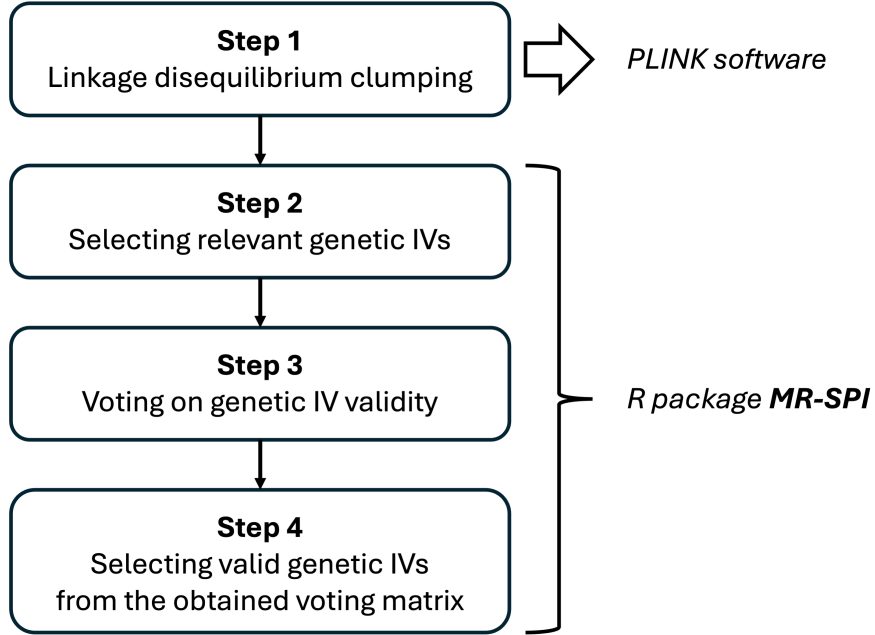 Step 1
Linkage disequilibrium clumping
PLINK software
Step 2
Selecting relevant genetic IVs
Step 3
Voting on genetic IV validity
R package MR-SPI
Step 4
Selecting valid genetic IVs
from the obtained voting matrix